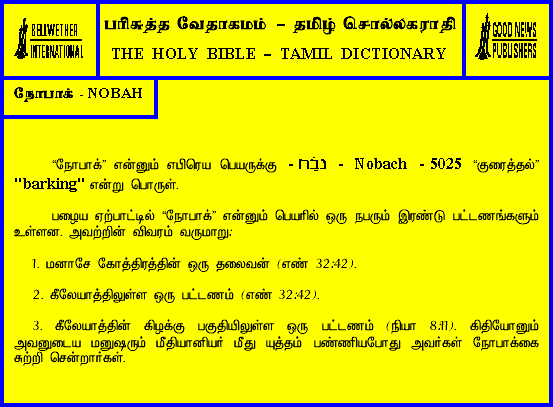 BELLWETHER
INTERNATIONAL
பரிசுத்த வேதாகமம் – தமிழ் சொல்லகராதி
THE HOLY BIBLE – TAMIL DICTIONARY
GOOD NEWS
PUBLISHERS
நோபாக் - NOBAH
“நோபாக்” என்னும் எபிரெய பெயருக்கு - נֹבַח - Nobach - 5025 “குரைத்தல்”
"barking" என்று பொருள்.
பழைய ஏற்பாட்டில் “நோபாக்” என்னும் பெயரில் ஒரு நபரும் இரண்டு பட்டணங்களும்
உள்ளன. அவற்றின் விவரம் வருமாறு:
1. மனாசே கோத்திரத்தின் ஒரு தலைவன் (எண் 32:42).
2. கீலேயாத்திலுள்ள ஒரு பட்டணம் (எண் 32:42).
3. கீலேயாத்தின் கிழக்கு பகுதியிலுள்ள ஒரு பட்டணம் (நியா 8:11). கிதியோனும்
அவனுடைய மனுஷரும் மீதியானியர் மீது யுத்தம் பண்ணியபோது அவர்கள் நோபாக்கை
சுற்றி சென்றார்கள்.